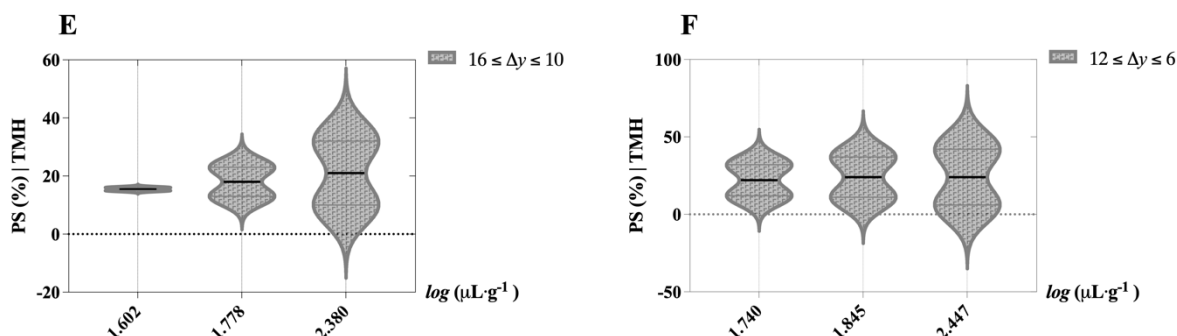 E
16 ≤ Δy ≤ 10
60
40
20
0
-20
PS (%) | TMH
1.602
1.778
2.380
log (μL·g⁻¹ )
F
12 ≤ Δy ≤ 6
100
50
0
-50
PS (%) | TMH
1.740
1.845
2.447
log (μL·g⁻¹ )